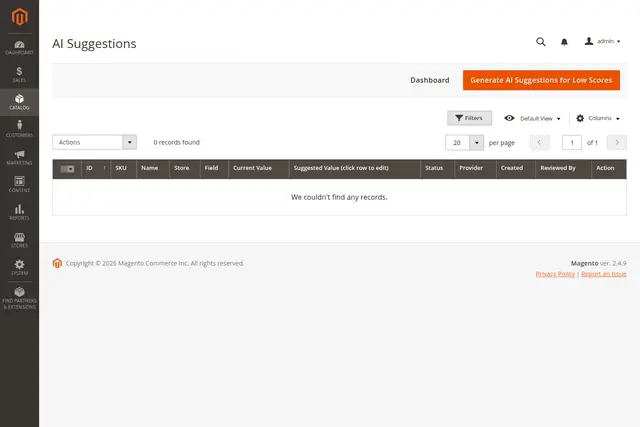 AI Suggestions
admin
Dashboard
Generate AI Suggestions for Low Scores
Filters
Default View
Columns
Actions
0 records found
20
per page
1
of 1
ID
SKU
Name
Store
Field
Current Value
Suggested Value (click row to edit)
Status
Provider
Created
Reviewed By
Action
We couldn't find any records.
DASHBOARD
SALES
CATALOG
CUSTOMERS
MARKETING
CONTENT
REPORTS
STORES
SYSTEM
FIND PARTNERS
& EXTENSIONS
Copyright © 2026 Magento Commerce Inc. All rights reserved.
Magento ver. 2.4.9
Privacy Policy | Report an Issue